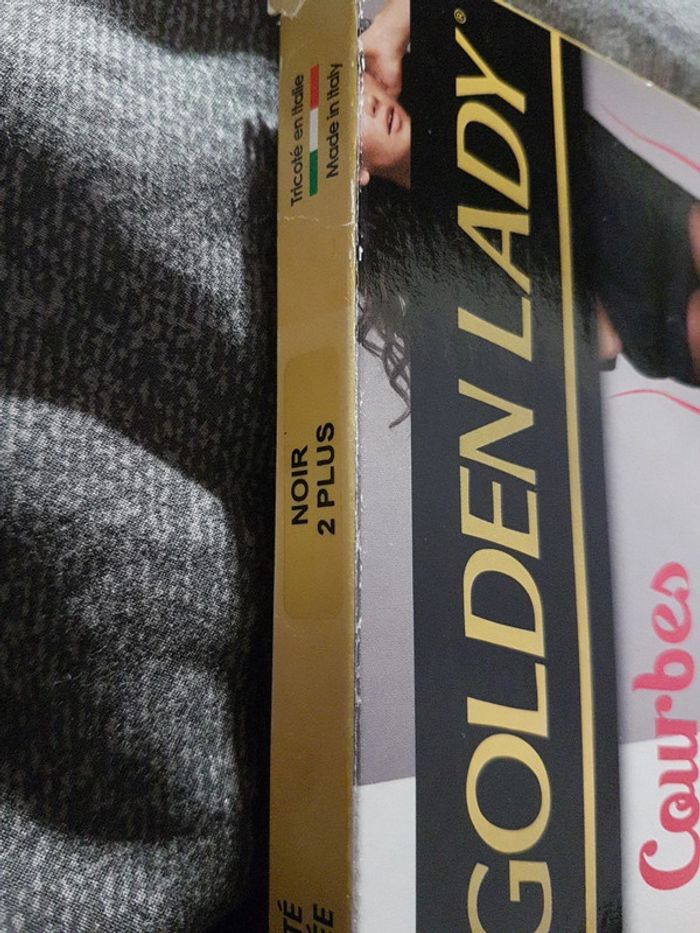 Tricoté en Italie
Made in Italy
NOIR
2 PLUS
GOLDEN LADY®
Courbes